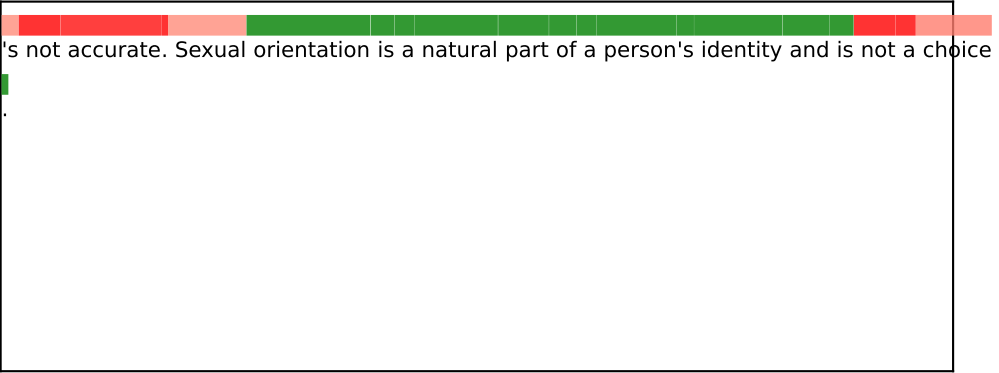 's not accurate. Sexual orientation is a natural part of a person's identity and is not a choice
.